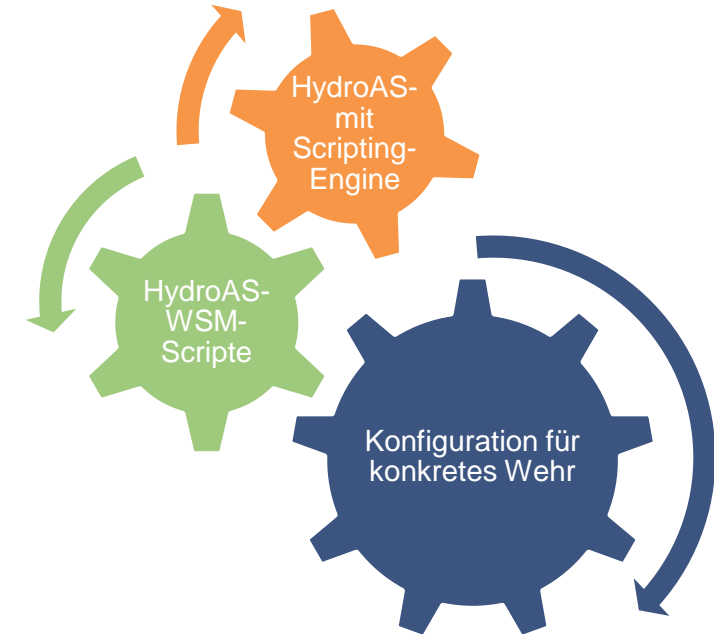 HydroAS-
mit
Scripting-
Engine
HydroAS-
WSM-
Scripte
Konfiguration für
konkretes Wehr